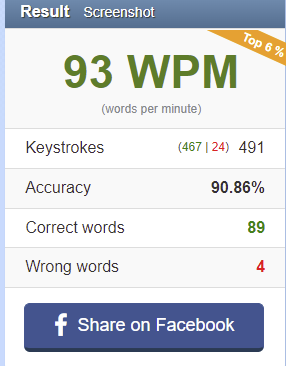 Result Screenshot
Top 6 %
93 WPM
(words per minute)
Keystrokes (467 | 24) 491
Accuracy 90.86%
Correct words 89
Wrong words 4
Share on Facebook